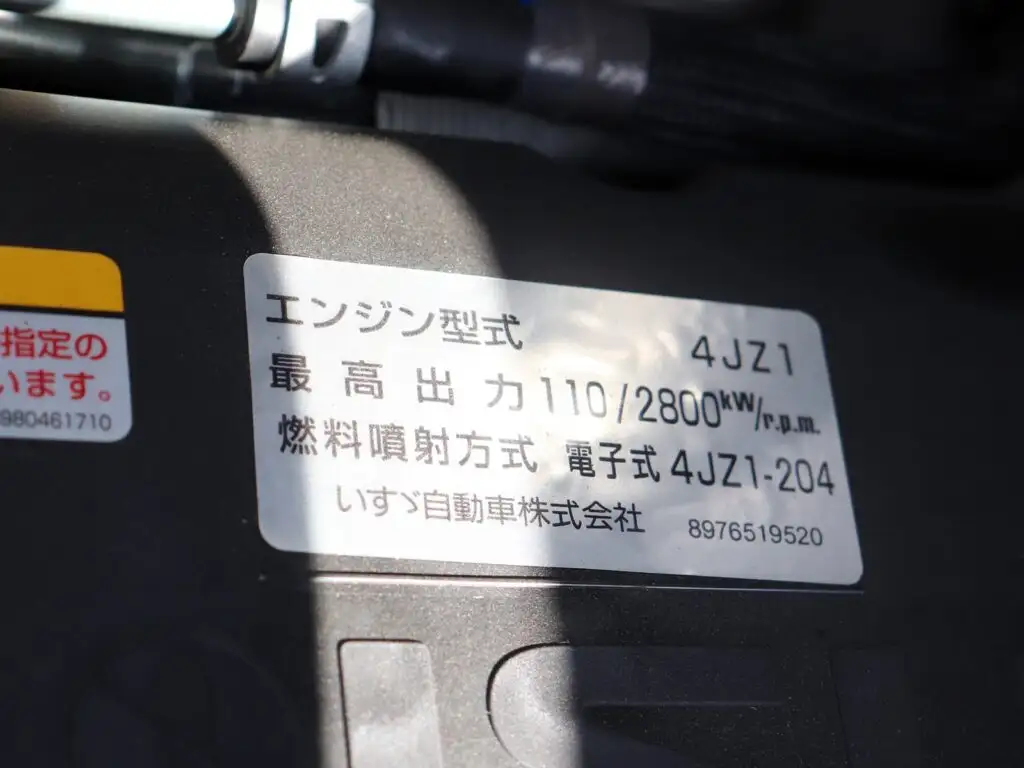 指定の
います。
980461710
エンジン型式 4JZ1
最高出力 110/2800kW/r.p.m.
燃料噴射方式 電子式 4JZ1-204
いすゞ自動車株式会社 8976519520